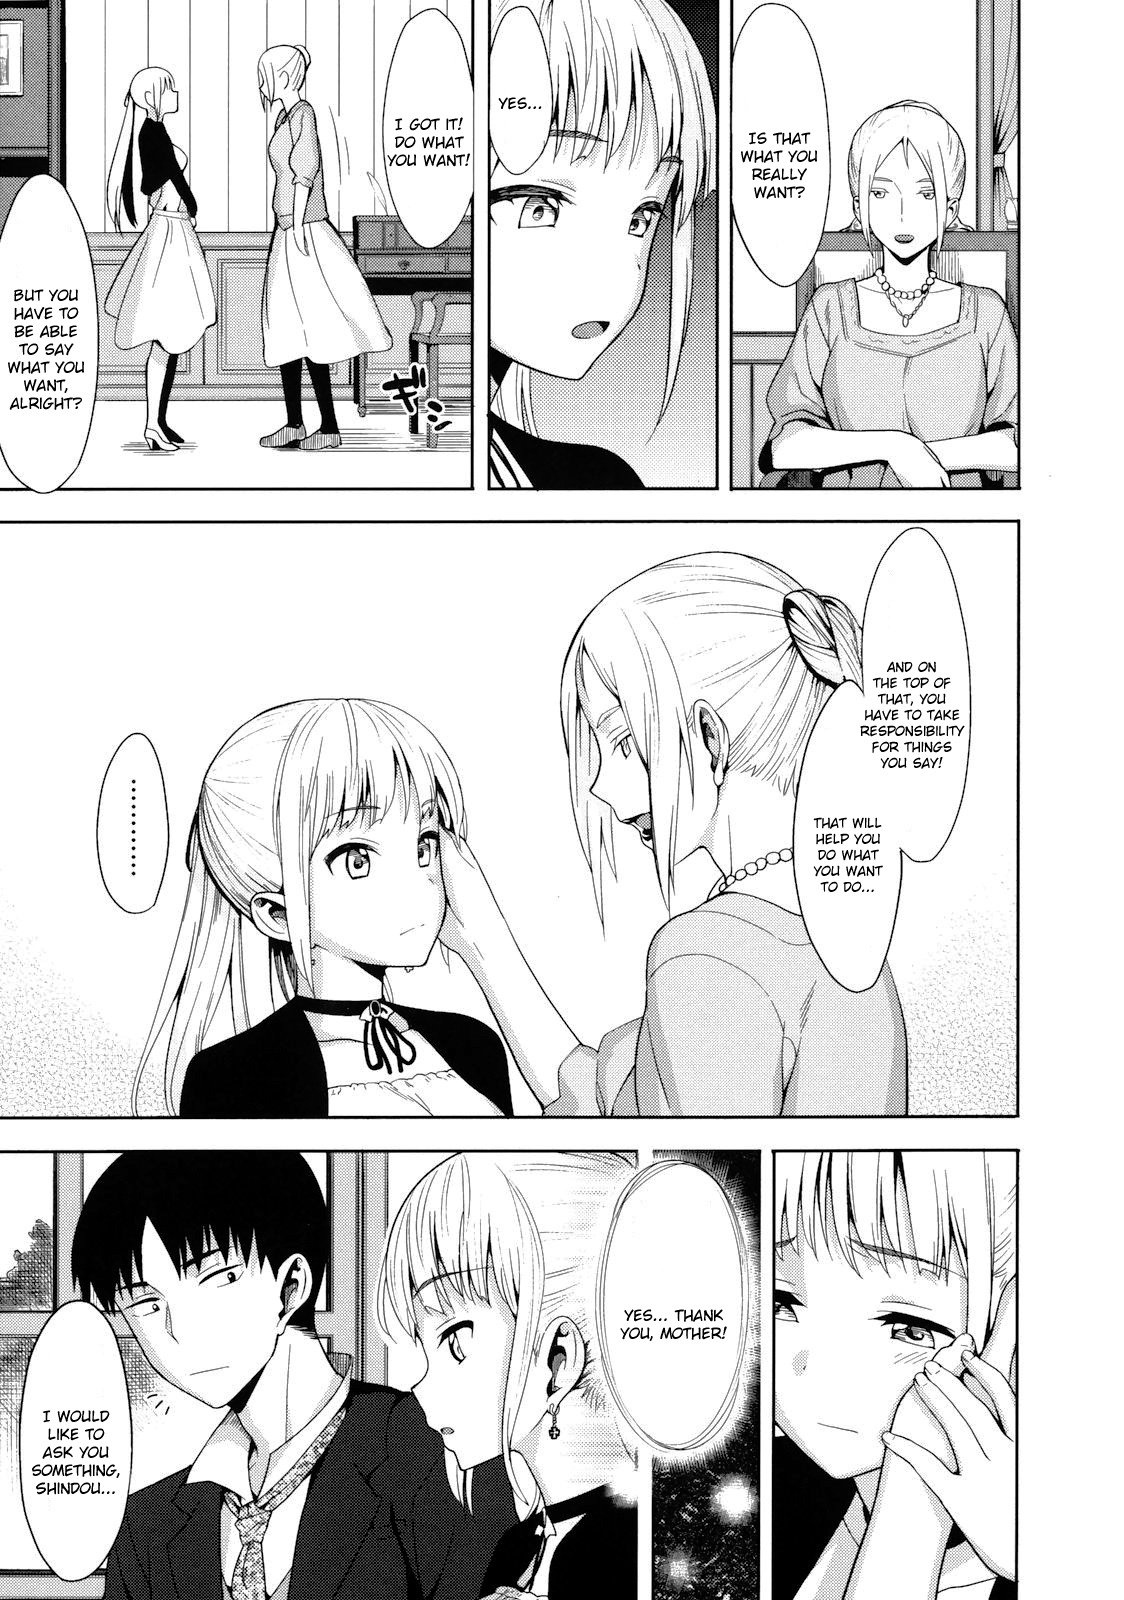 IS THAT
WHAT YOU
REALLY
WANT?
YES...
I GOT IT!
DO WHAT
YOU WANT!
ギシ
BUT YOU
HAVE TO
BE ABLE
TO SAY
WHAT YOU
WANT,
ALRIGHT?
AND ON
THE TOP OF
THAT, YOU
HAVE TO TAKE
RESPONSIBILITY
FOR THINGS
YOU SAY!
THAT WILL
HELP YOU
DO WHAT
YOU WANT
TO DO...
..........
YES... THANK
YOU, MOTHER!
I WOULD
LIKE TO
ASK YOU
SOMETHING,
SHINDOU...